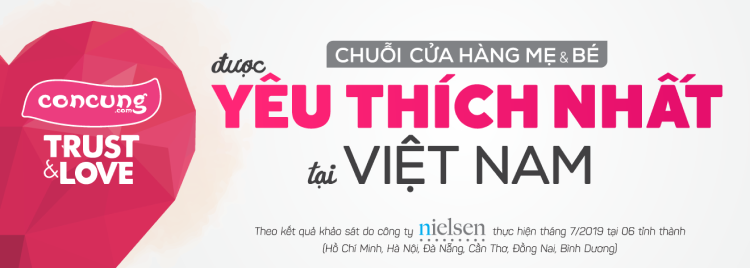 concung
.com
TRUST
&LOVE
CHUỖI CỬA HÀNG MẸ & BÉ
được
YÊU THÍCH NHẤT
tại VIỆT NAM
Theo kết quả khảo sát do công ty nielsen thực hiện tháng 7/2019 tại 06 tỉnh thành
(Hồ Chí Minh, Hà Nội, Đà Nẵng, Cần Thơ, Đồng Nai, Bình Dương)